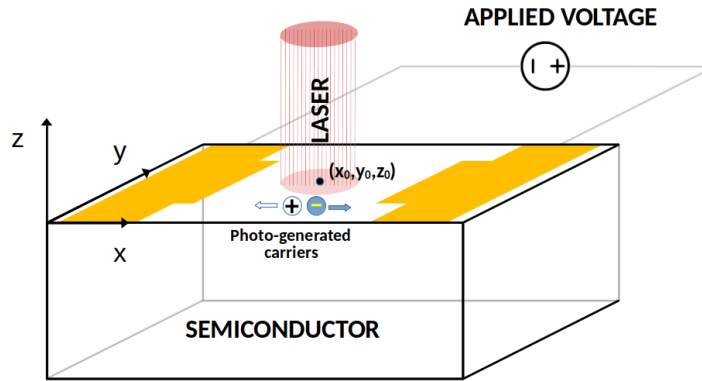 APPLIED VOLTAGE
LASER
z
y
(x₀,y₀,z₀)
x
Photo-generated
carriers
SEMICONDUCTOR